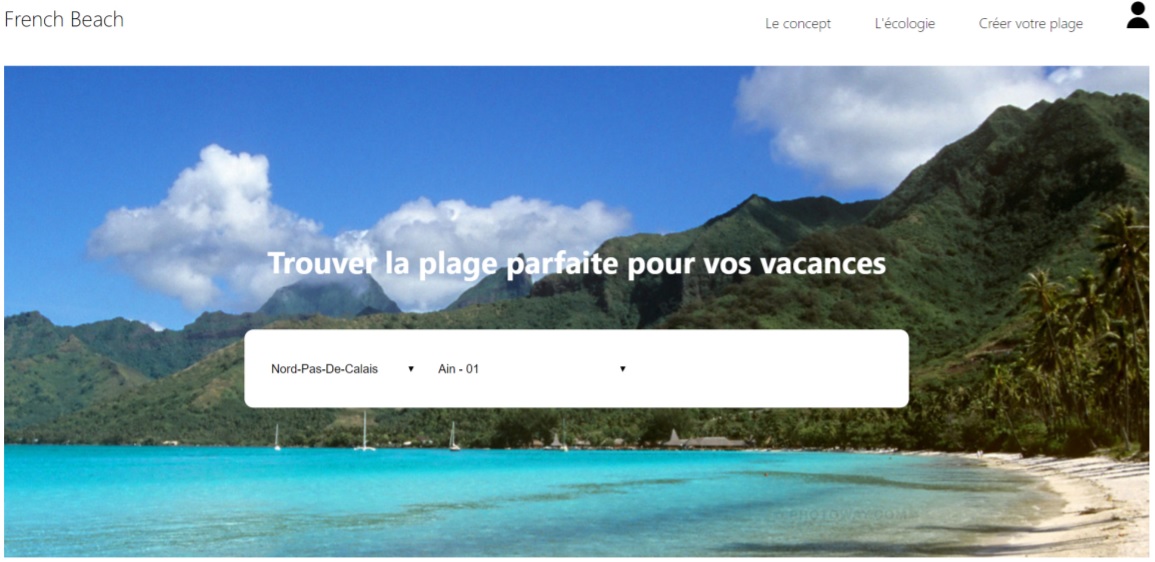 French Beach
Le concept
L'écologie
Créer votre plage
Trouver la plage parfaite pour vos vacances
Nord-Pas-De-Calais
Ain - 01